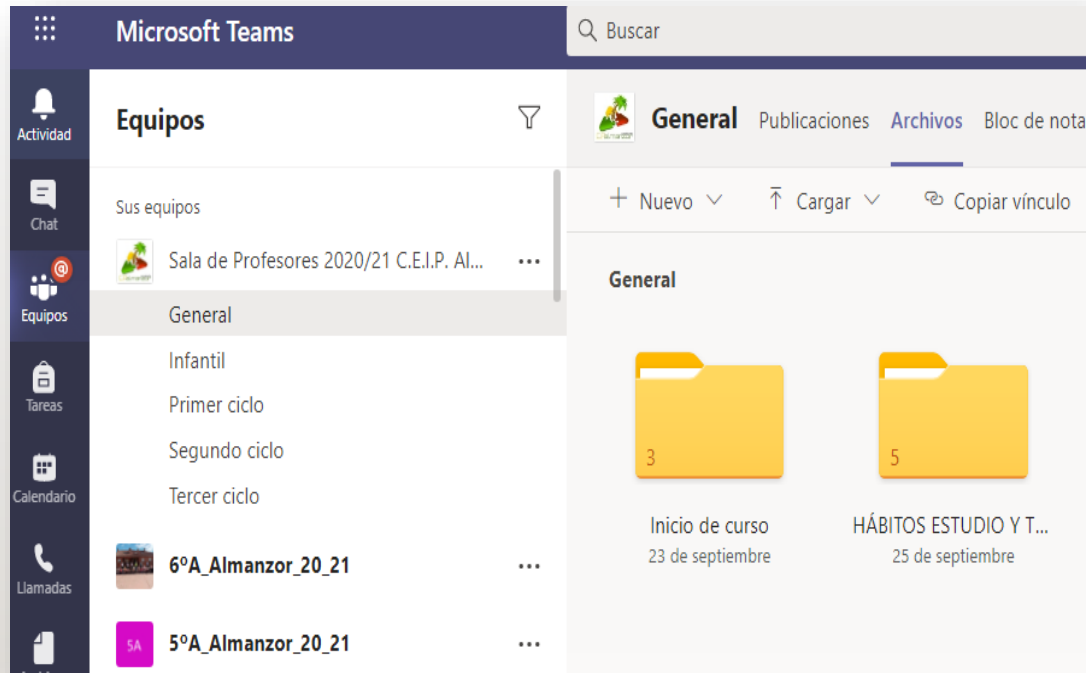 Microsoft Teams
Buscar
Actividad
Chat
Equipos
Tareas
Calendario
Llamadas
Equipos
Sus equipos
Sala de Profesores 2020/21 C.E.I.P. Al...
General
Infantil
Primer ciclo
Segundo ciclo
Tercer ciclo
6ºA_Almanzor_20_21
5A
5ºA_Almanzor_20_21
General
Publicaciones
Archivos
Bloc de nota
Nuevo
Cargar
Copiar vínculo
General
3
5
Inicio de curso
23 de septiembre
HÁBITOS ESTUDIO Y T...
25 de septiembre